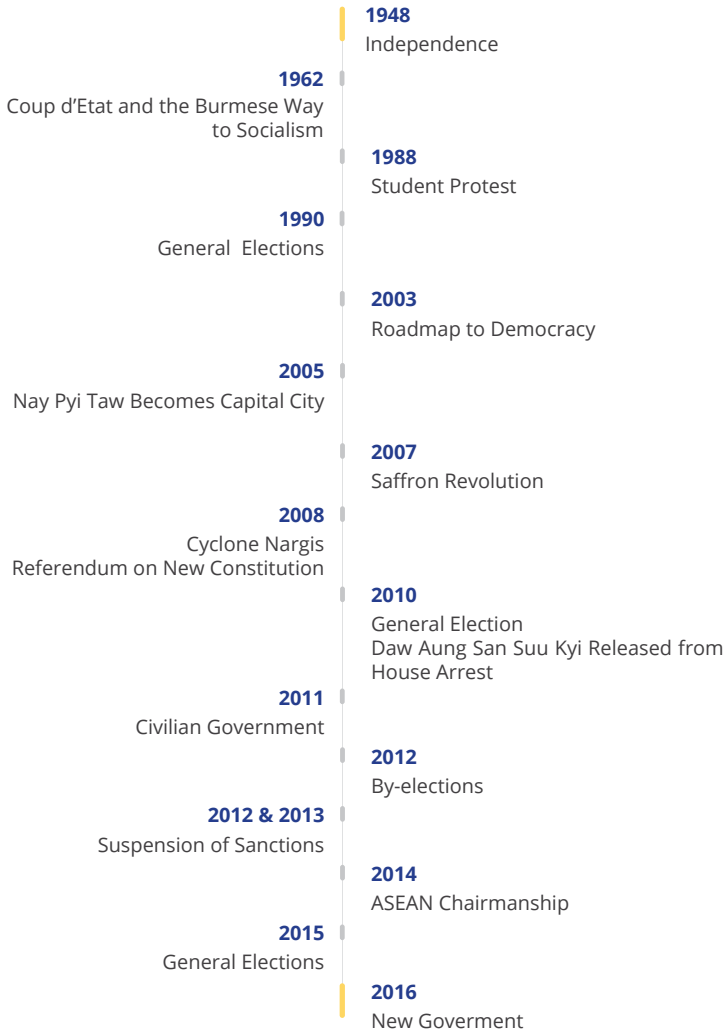 1948
Independence
1962
Coup d’Etat and the Burmese Way
to Socialism
1988
Student Protest
1990
General  Elections
2003
Roadmap to Democracy
2005
Nay Pyi Taw Becomes Capital City
2007
Saffron Revolution
2008
Cyclone Nargis
Referendum on New Constitution
2010
General Election
Daw Aung San Suu Kyi Released from
House Arrest
2011
Civilian Government
2012
By-elections
2012 & 2013
Suspension of Sanctions
2014
ASEAN Chairmanship
2015
General Elections
2016
New Goverment